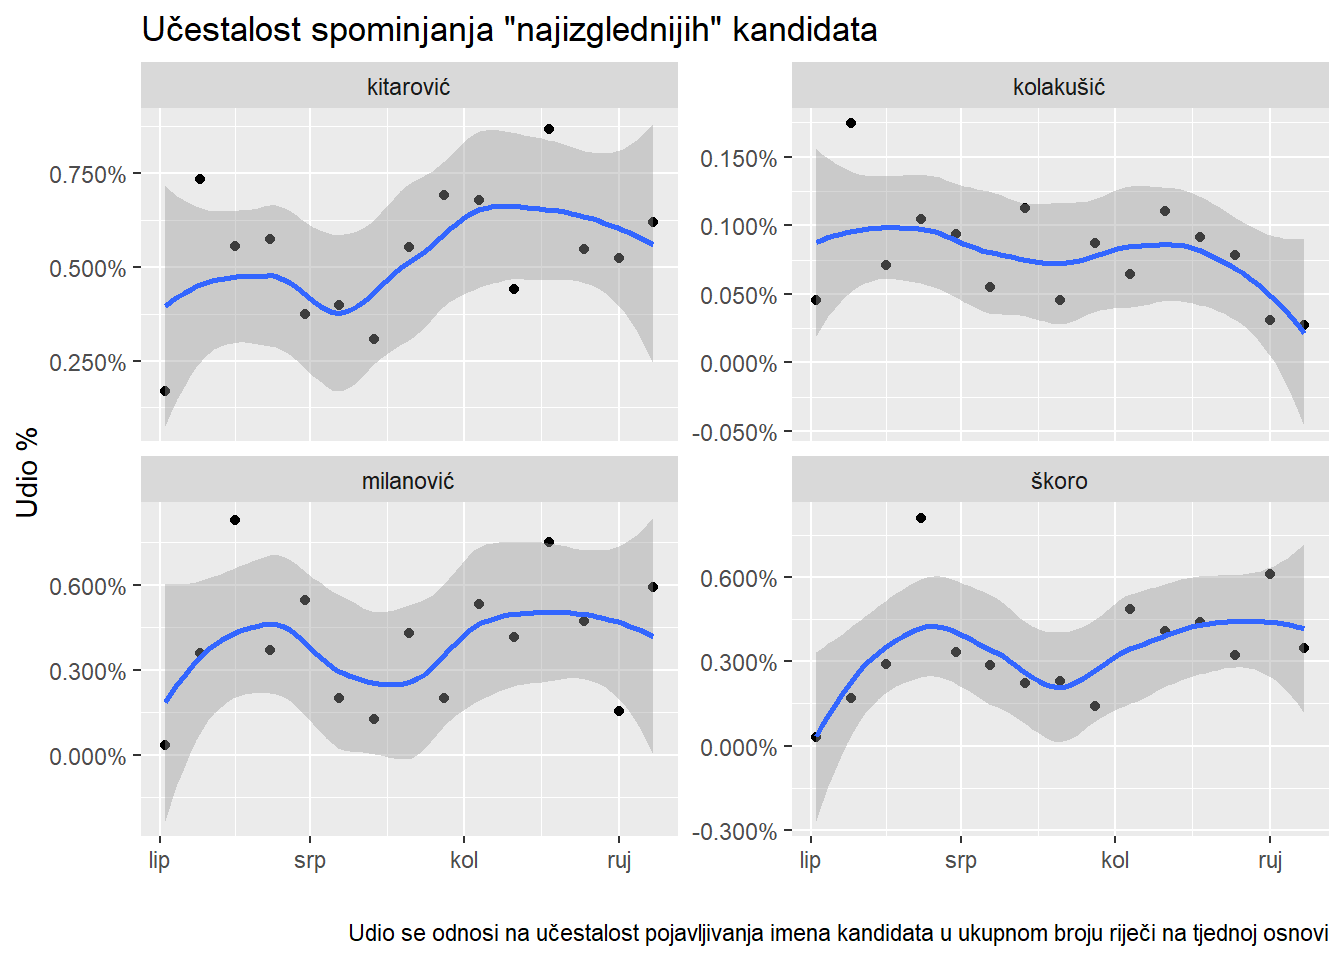 Učestalost spominjanja "najizglednijih" kandidata
kitarović
kolakušić
0.750%
0.500%
0.250%
0.150%
0.100%
0.050%
0.000%
-0.050%
Udio %
milanović
škoro
0.600%
0.300%
0.000%
0.600%
0.300%
0.000%
-0.300%
lip srp kol ruj
lip srp kol ruj
Udio se odnosi na učestalost pojavljivanja imena kandidata u ukupnom broju riječi na tjednoj osnovi